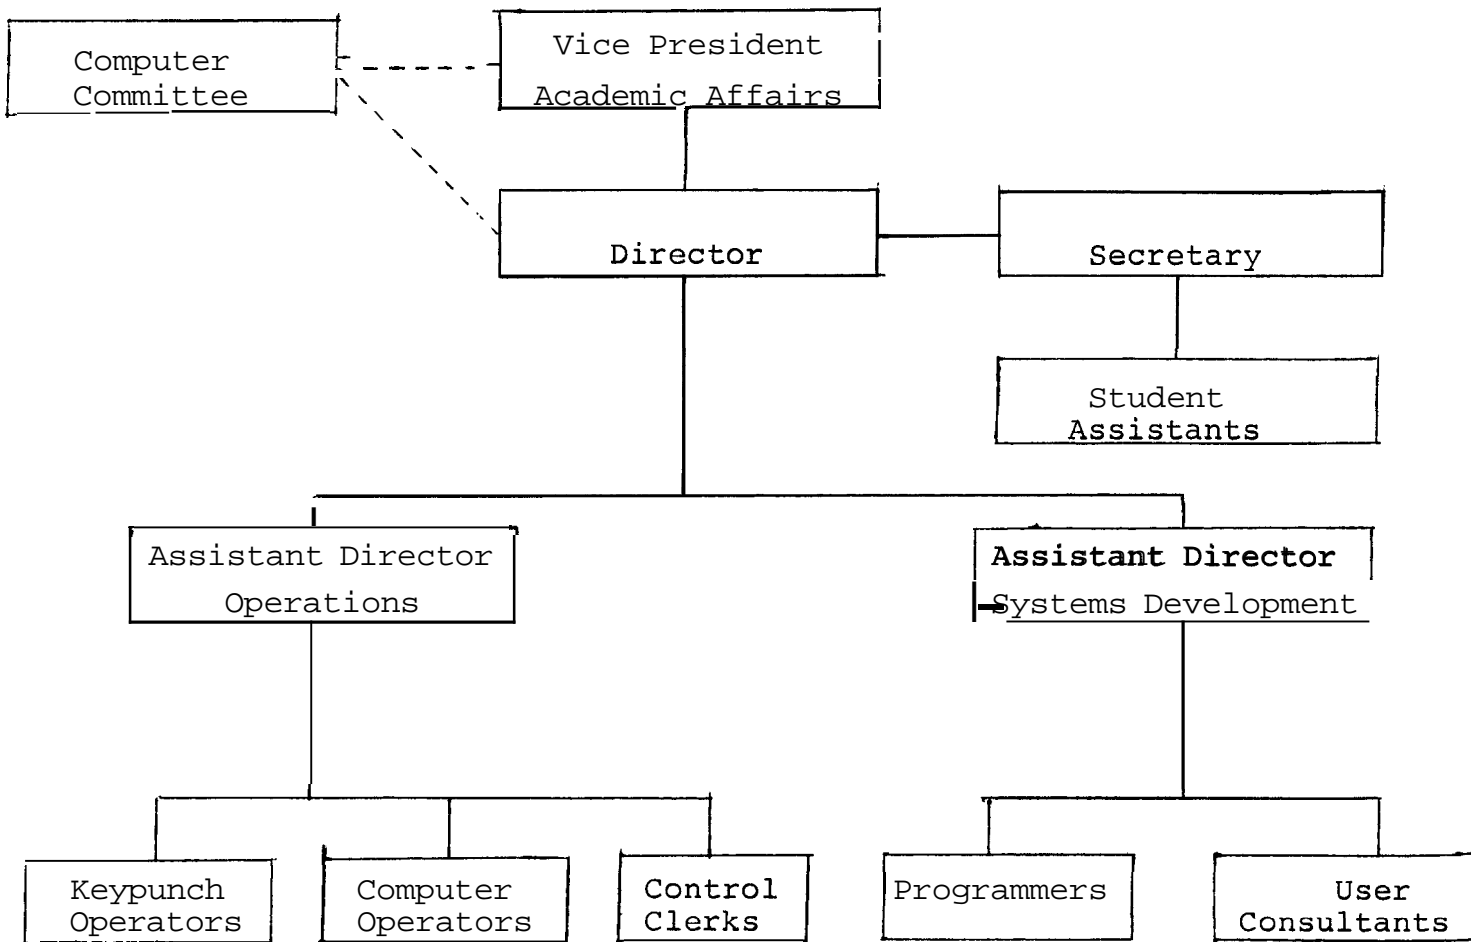 Computer
Committee
Vice President
Academic Affairs
Director
Secretary
Student
Assistants
Assistant Director
Operations
Assistant Director
Systems Development
Keypunch
Operators
Computer
Operators
Control
Clerks
Programmers
User
Consultants